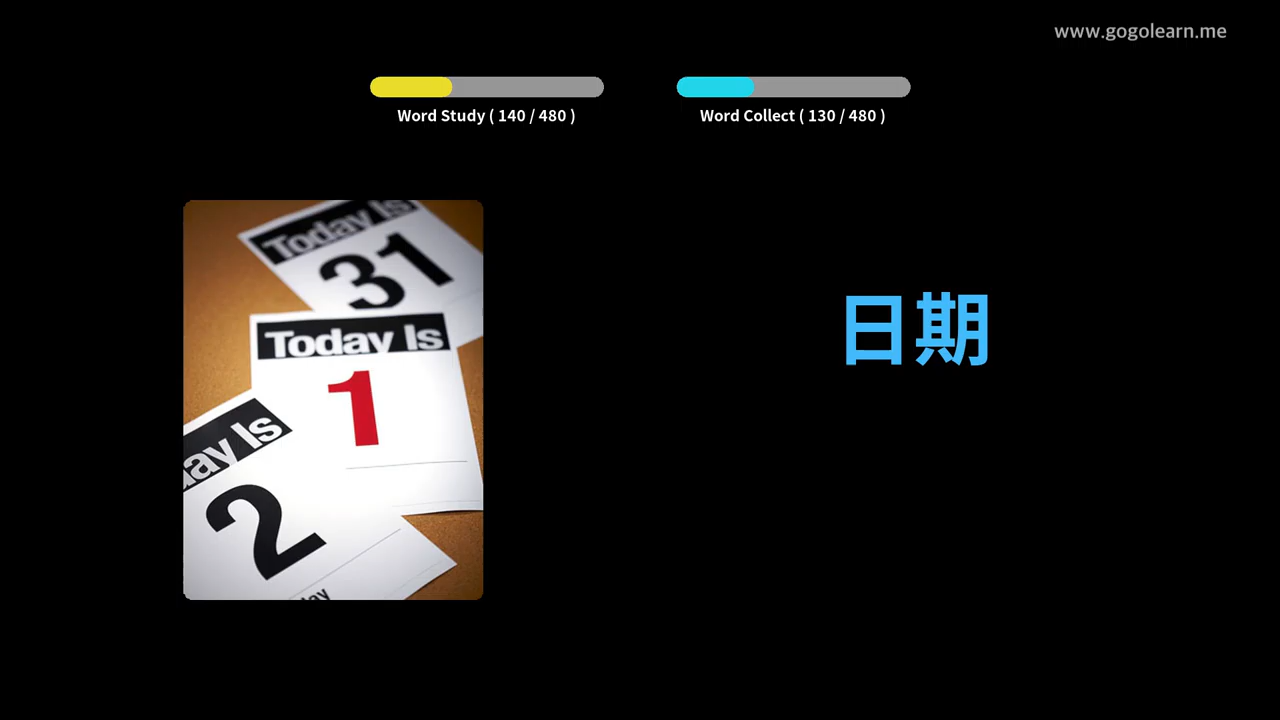 www.gogolearn.me
Word Study ( 140 / 480 )
Word Collect ( 130 / 480 )
Today Is
31
Today Is
1
day Is
2
日期